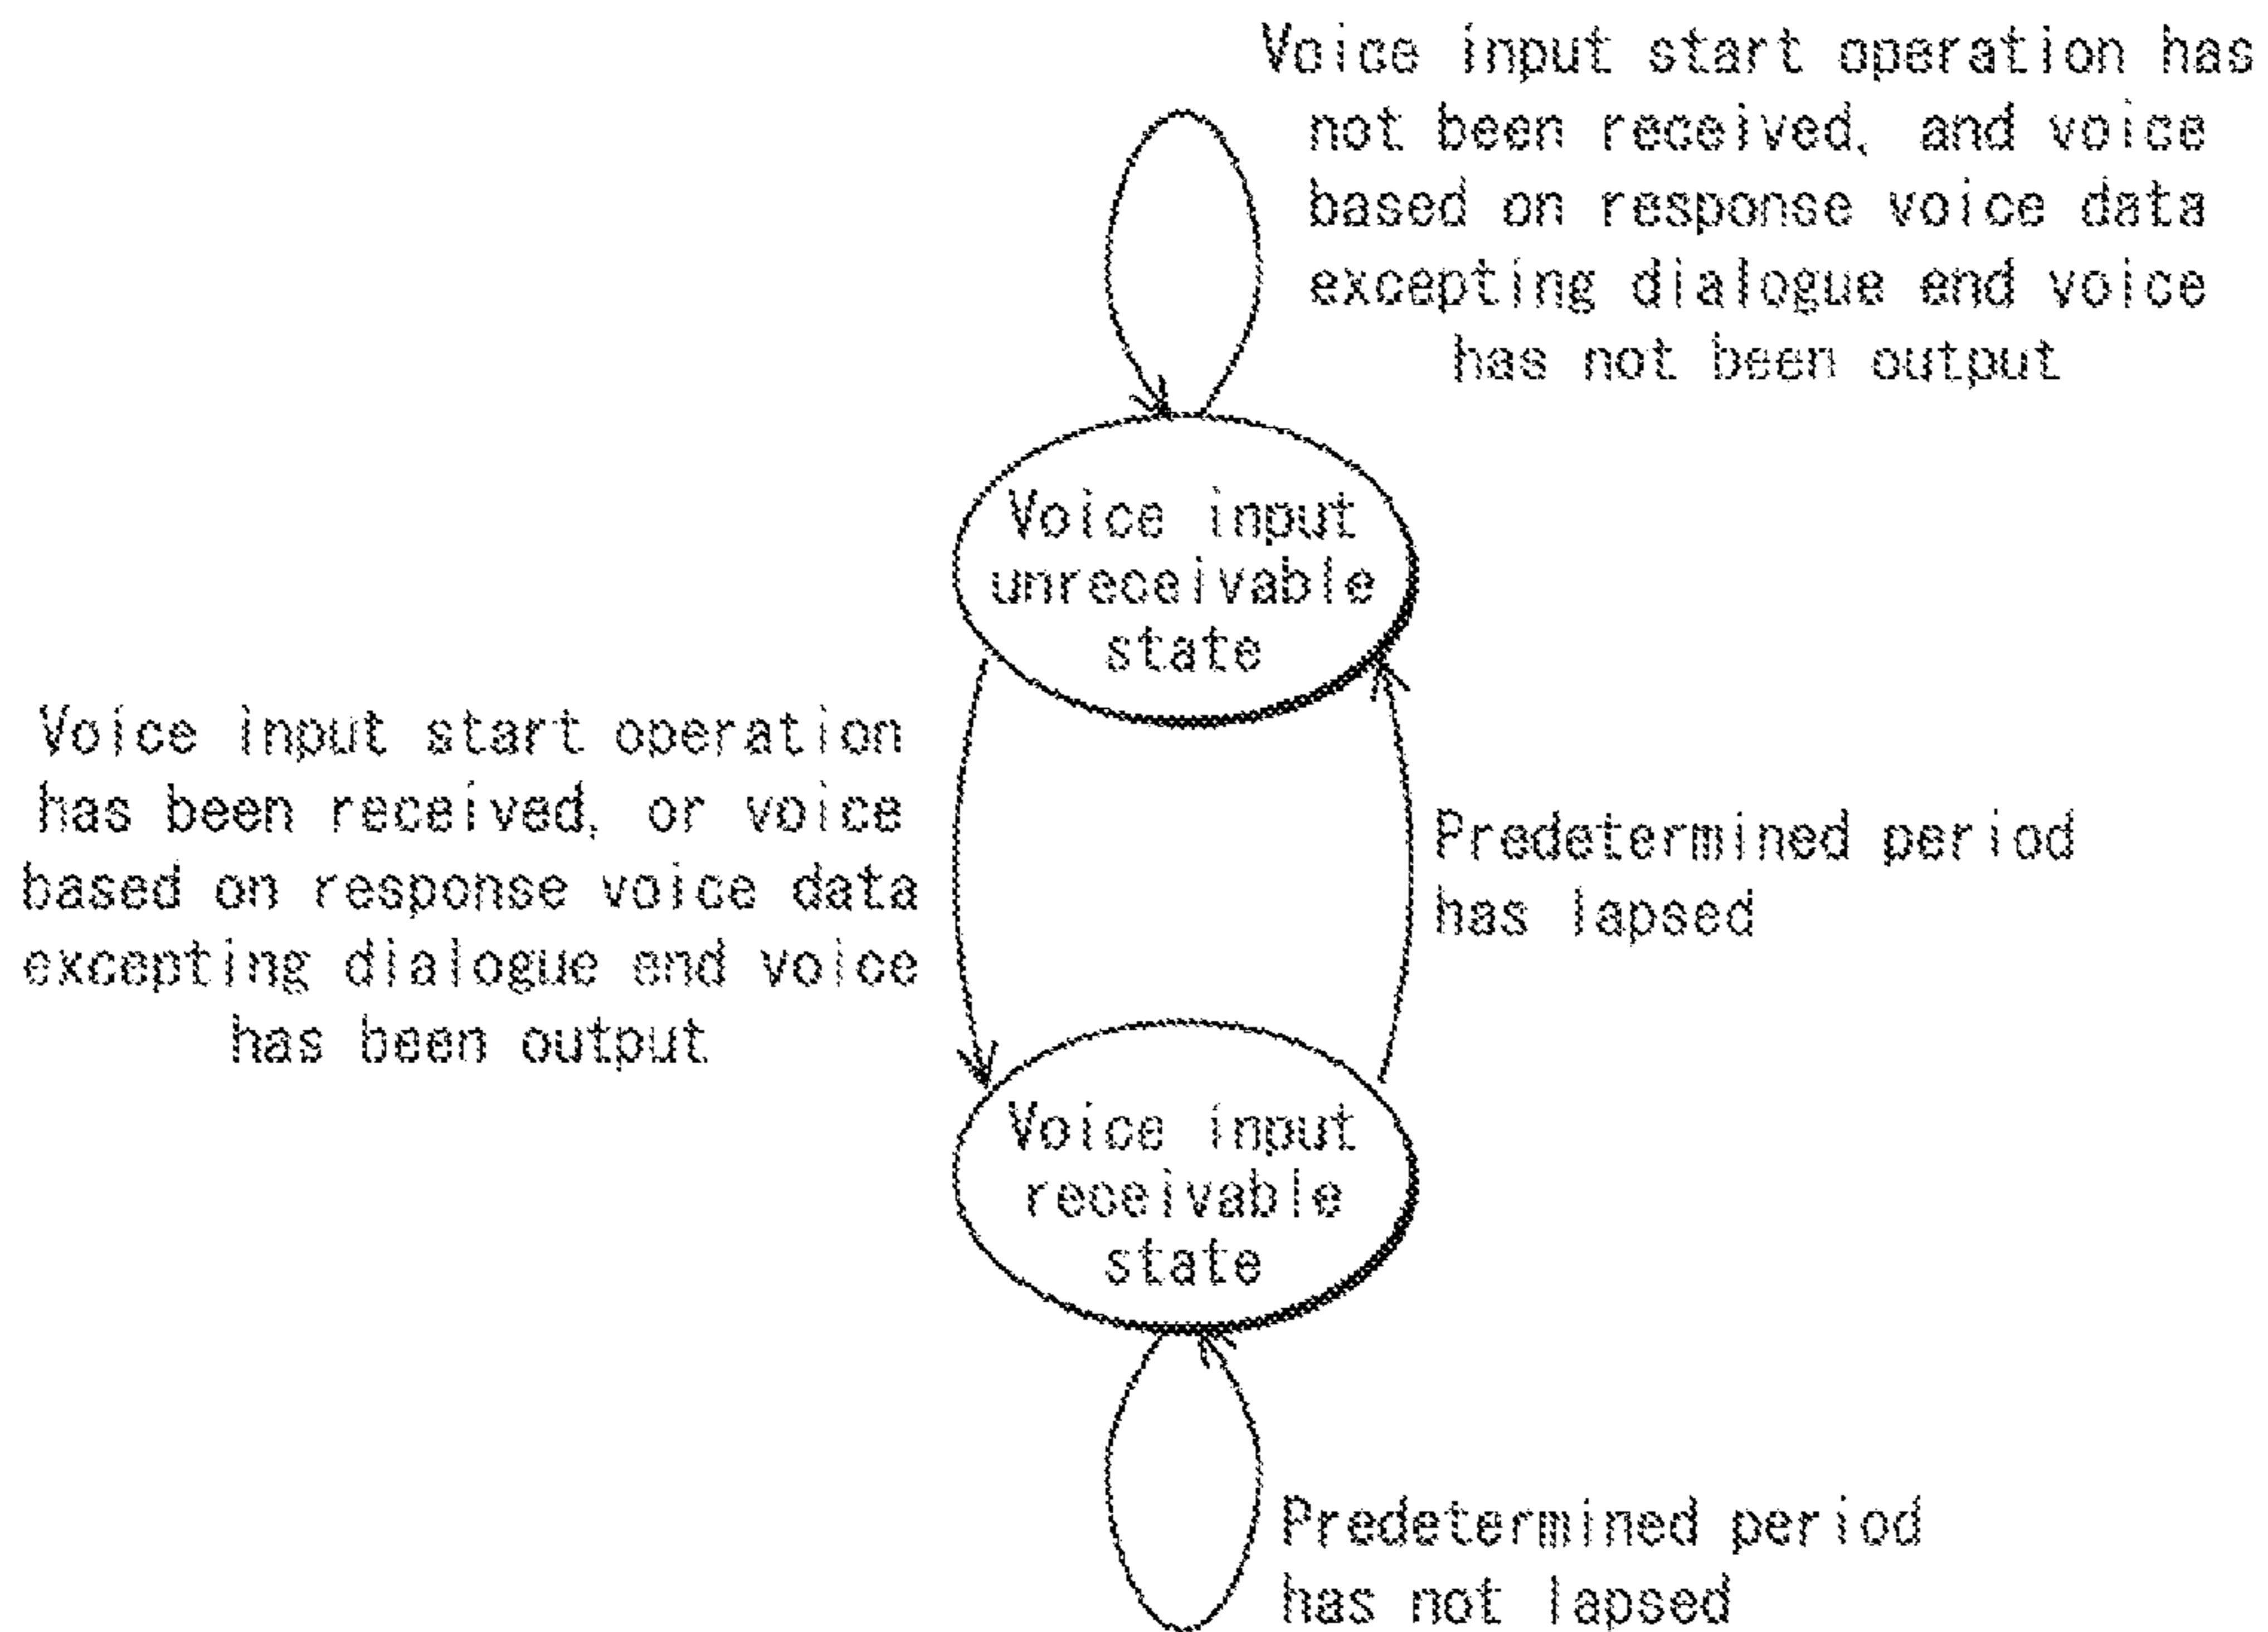 Voice input start operation has
not been received, and voice
based on response voice data
excepting dialogue end voice
has not been output
Voice input
unreceivable
state
Voice input start operation
has been received, or voice
based on response voice data
excepting dialogue end voice
has been output
Predetermined period
has lapsed
Voice input
receivable
state
Predetermined period
has not lapsed